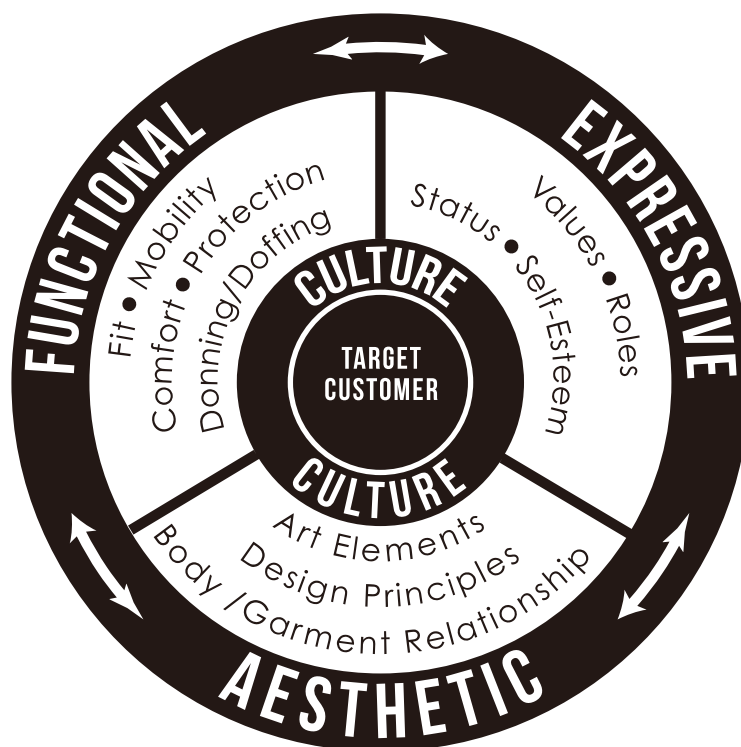 FUNCTIONAL
EXPRESSIVE
Fit • Mobility
Comfort • Protection
Donning/Doffing
Values • Roles
Status • Self-Esteem
CULTURE
TARGET
CUSTOMER
CULTURE
Art Elements
Design Principles
Body /Garment Relationship
AESTHETIC